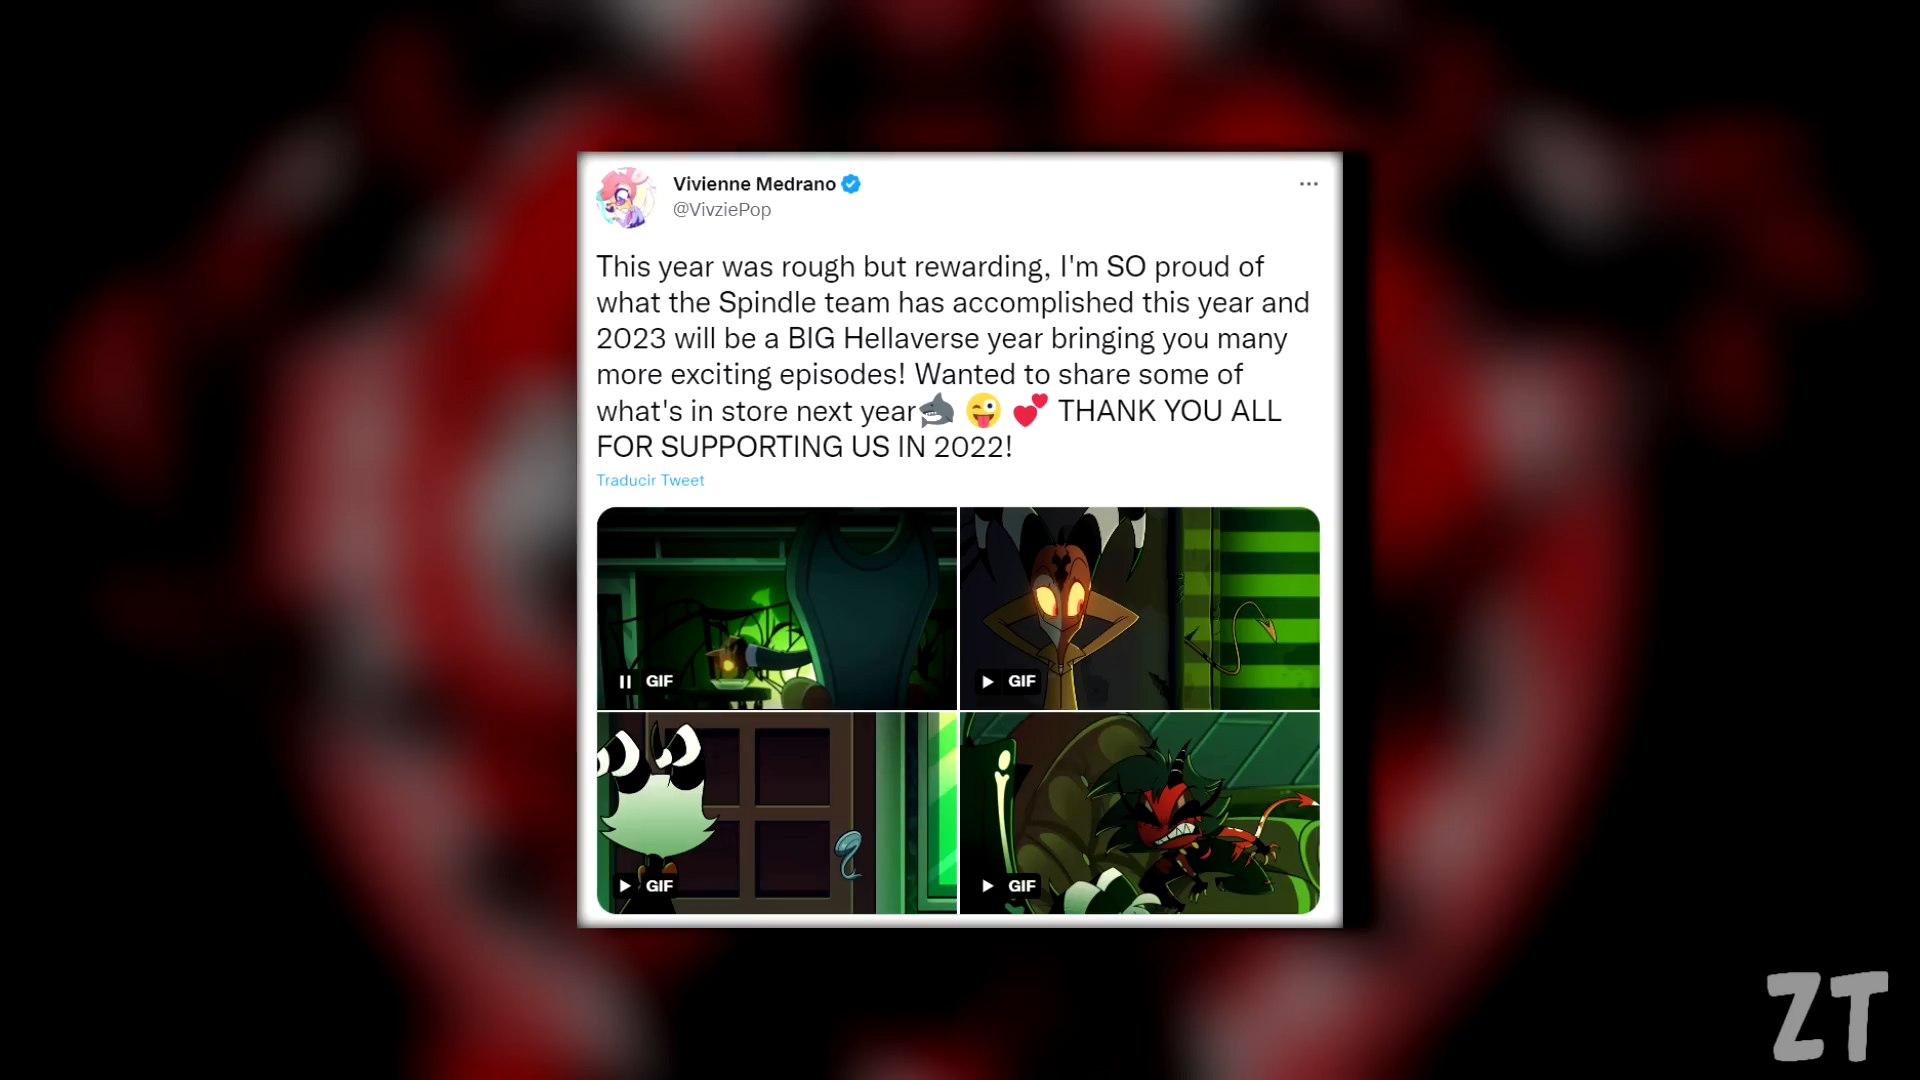 Vivienne Medrano
@VivziePop
This year was rough but rewarding, I'm SO proud of
what the Spindle team has accomplished this year and
2023 will be a BIG Hellaverse year bringing you many
more exciting episodes! Wanted to share some of
what's in store next year🦈 😜 💕 THANK YOU ALL
FOR SUPPORTING US IN 2022!
Traducir Tweet
GIF
GIF
GIF
GIF
ZT